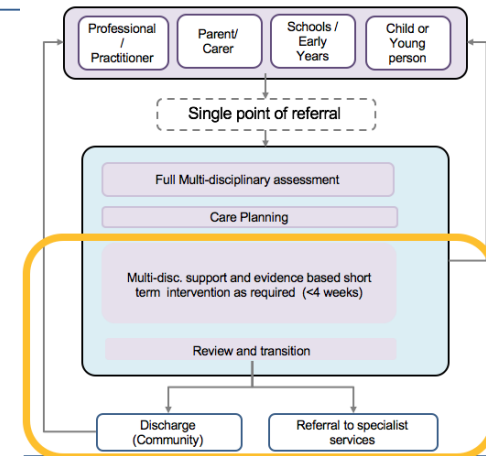 Professional
/
Practitioner
Parent/
Carer
Schools /
Early
Years
Child or
Young
person
Single point of referral
Full Multi-disciplinary assessment
Care Planning
Multi-disc. support and evidence based short
term intervention as required (<4 weeks)
Review and transition
Discharge
(Community)
Referral to specialist
services